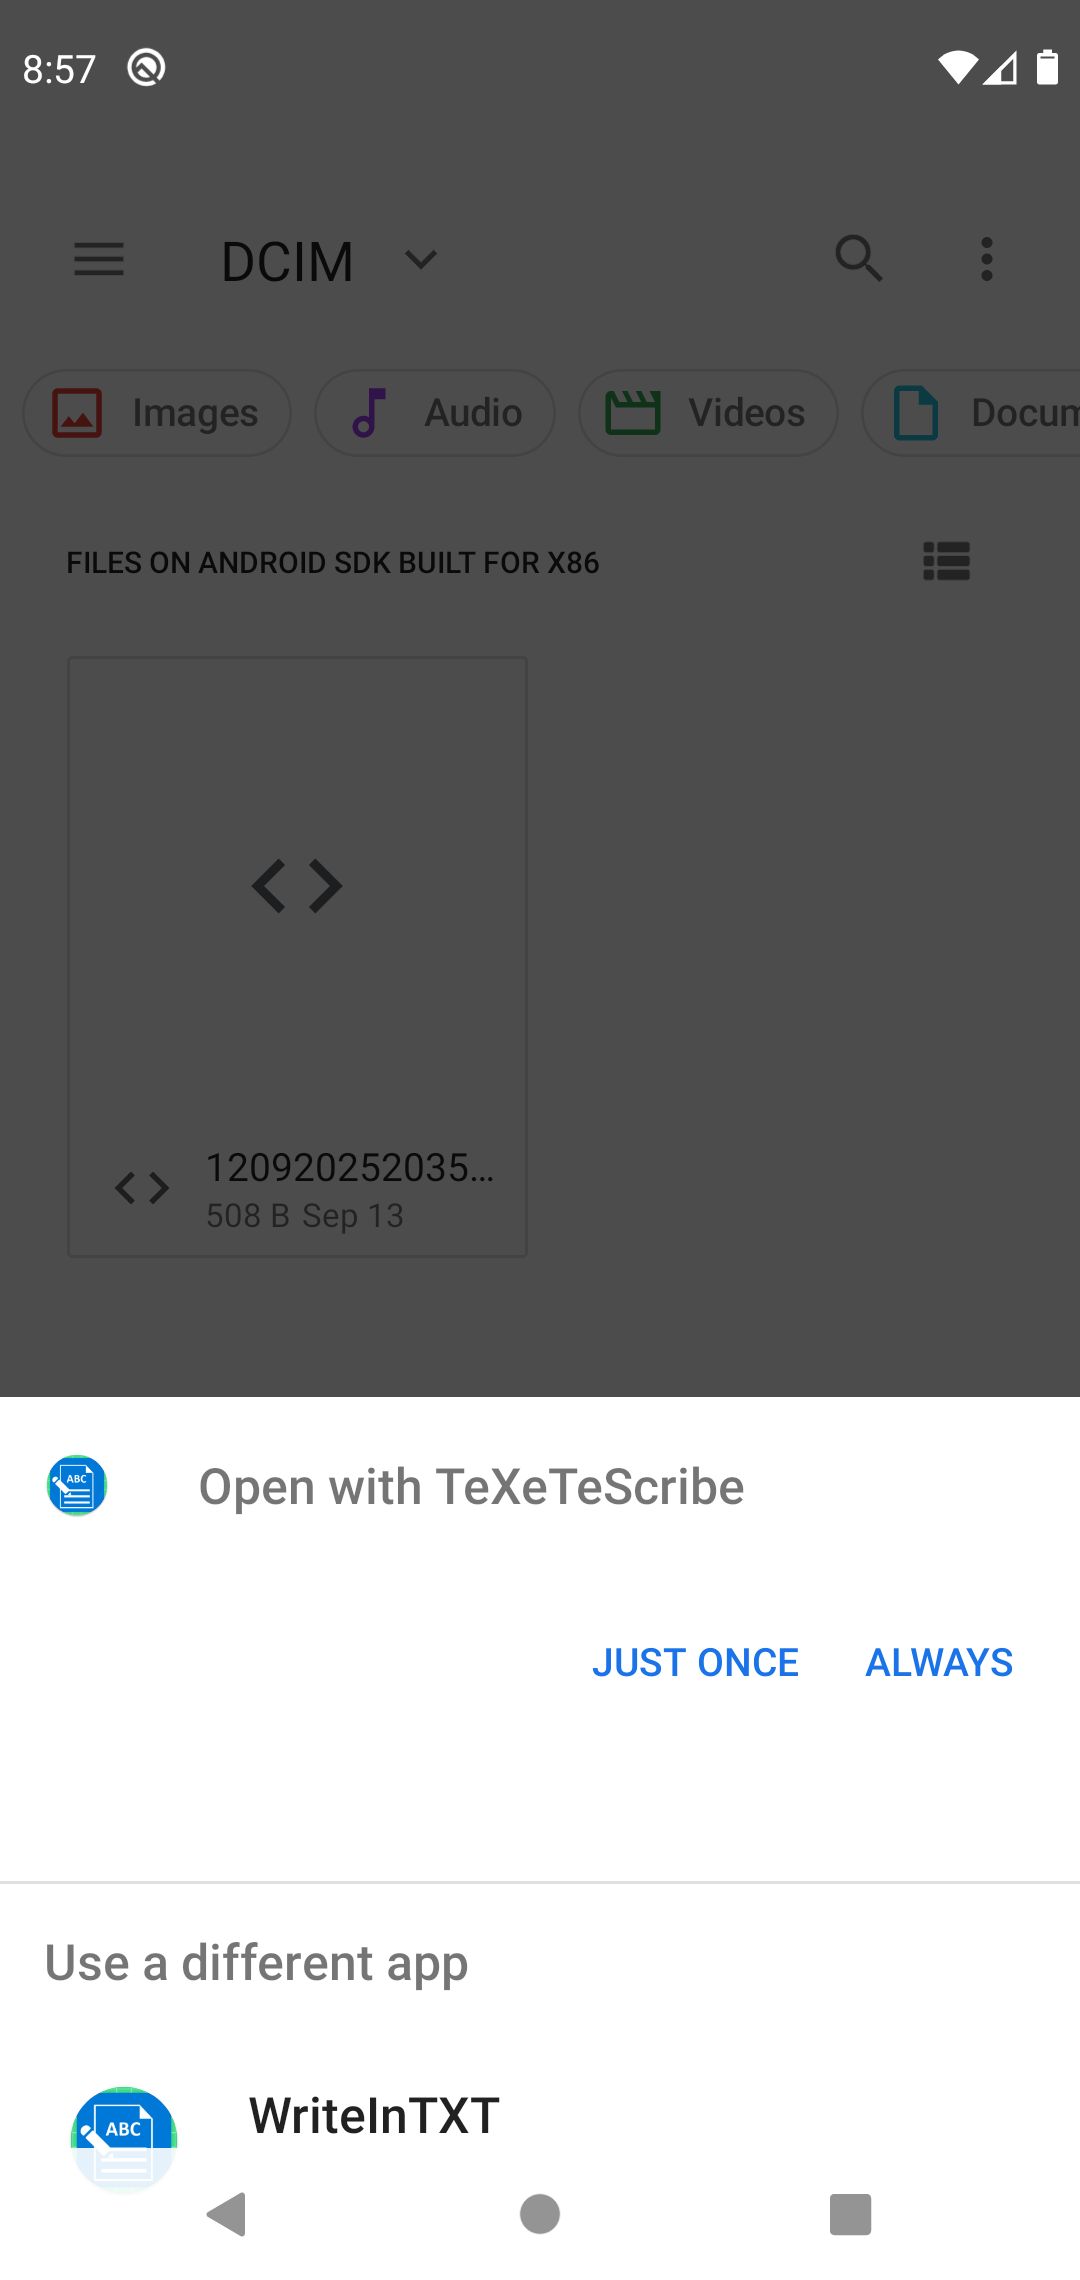 8:57
DCIM
Images Audio Videos Docum
FILES ON ANDROID SDK BUILT FOR X86
120920252035...
508 B Sep 13
ABC
Open with TeXeTeScribe
JUST ONCE ALWAYS
Use a different app
ABC
WriteInTXT